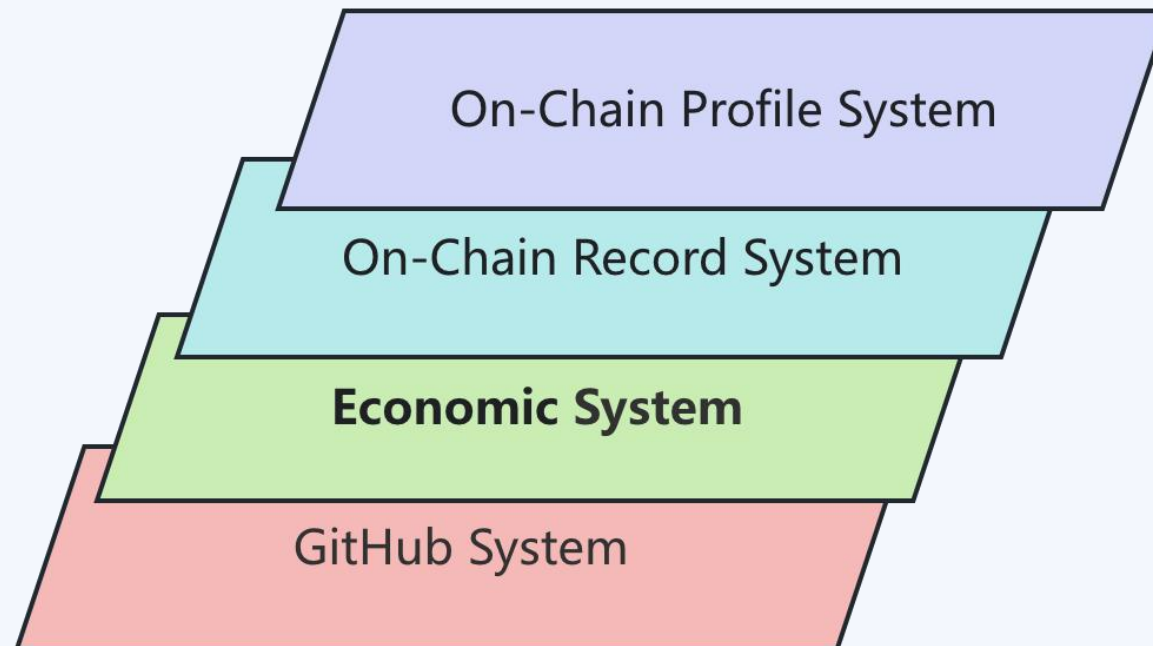 On-Chain Profile System
On-Chain Record System
Economic System
GitHub System